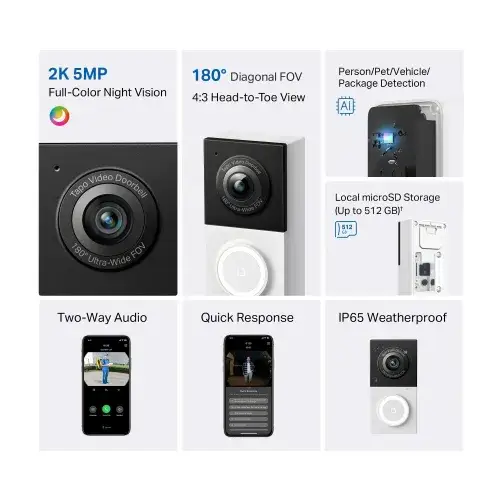 2K 5MP
Full-Color Night Vision
180° Diagonal FOV
4:3 Head-to-Toe View
Person/Pet/Vehicle/
Package Detection
AI
Tapo Video Doorbell
180° Ultra-Wide FOV
Local microSD Storage
(Up to 512 GB)†
512
GB
Two-Way Audio
Quick Response
IP65 Weatherproof